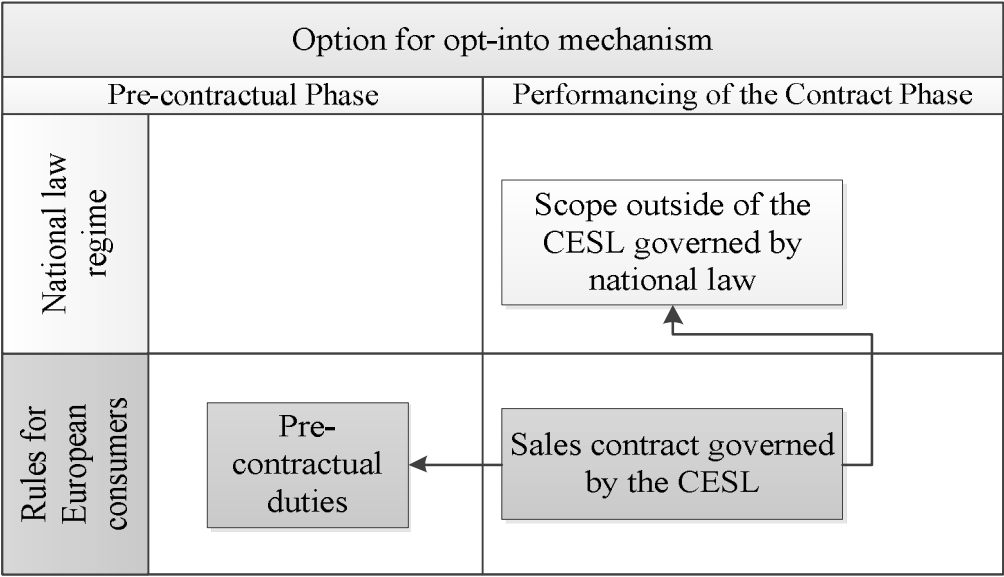 Option for opt-into mechanism
Pre-contractual Phase
Performancing of the Contract Phase
National law
regime
Scope outside of the
CESL governed by
national law
Rules for
European
consumers
Pre-
contractual
duties
Sales contract governed
by the CESL